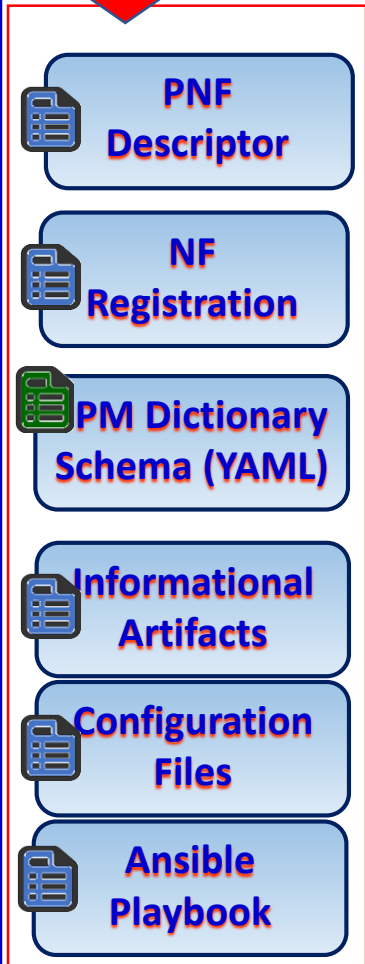 PNF
Descriptor
NF
Registration
PM Dictionary
Schema (YAML)
Informational
Artifacts
Configuration
Files
Ansible
Playbook